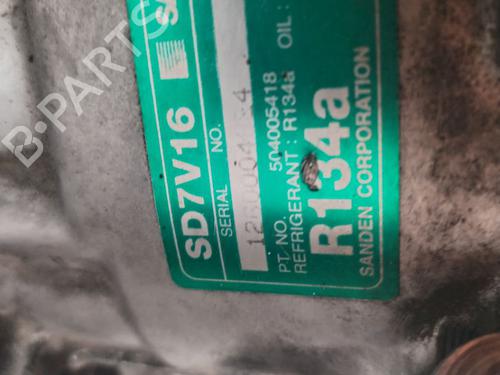 SD7V16
SERIAL NO.
PT.NO. 504005418
REFRIGERANT : R134a OIL :
R134a
SANDEN CORPORATION
B-PARTS